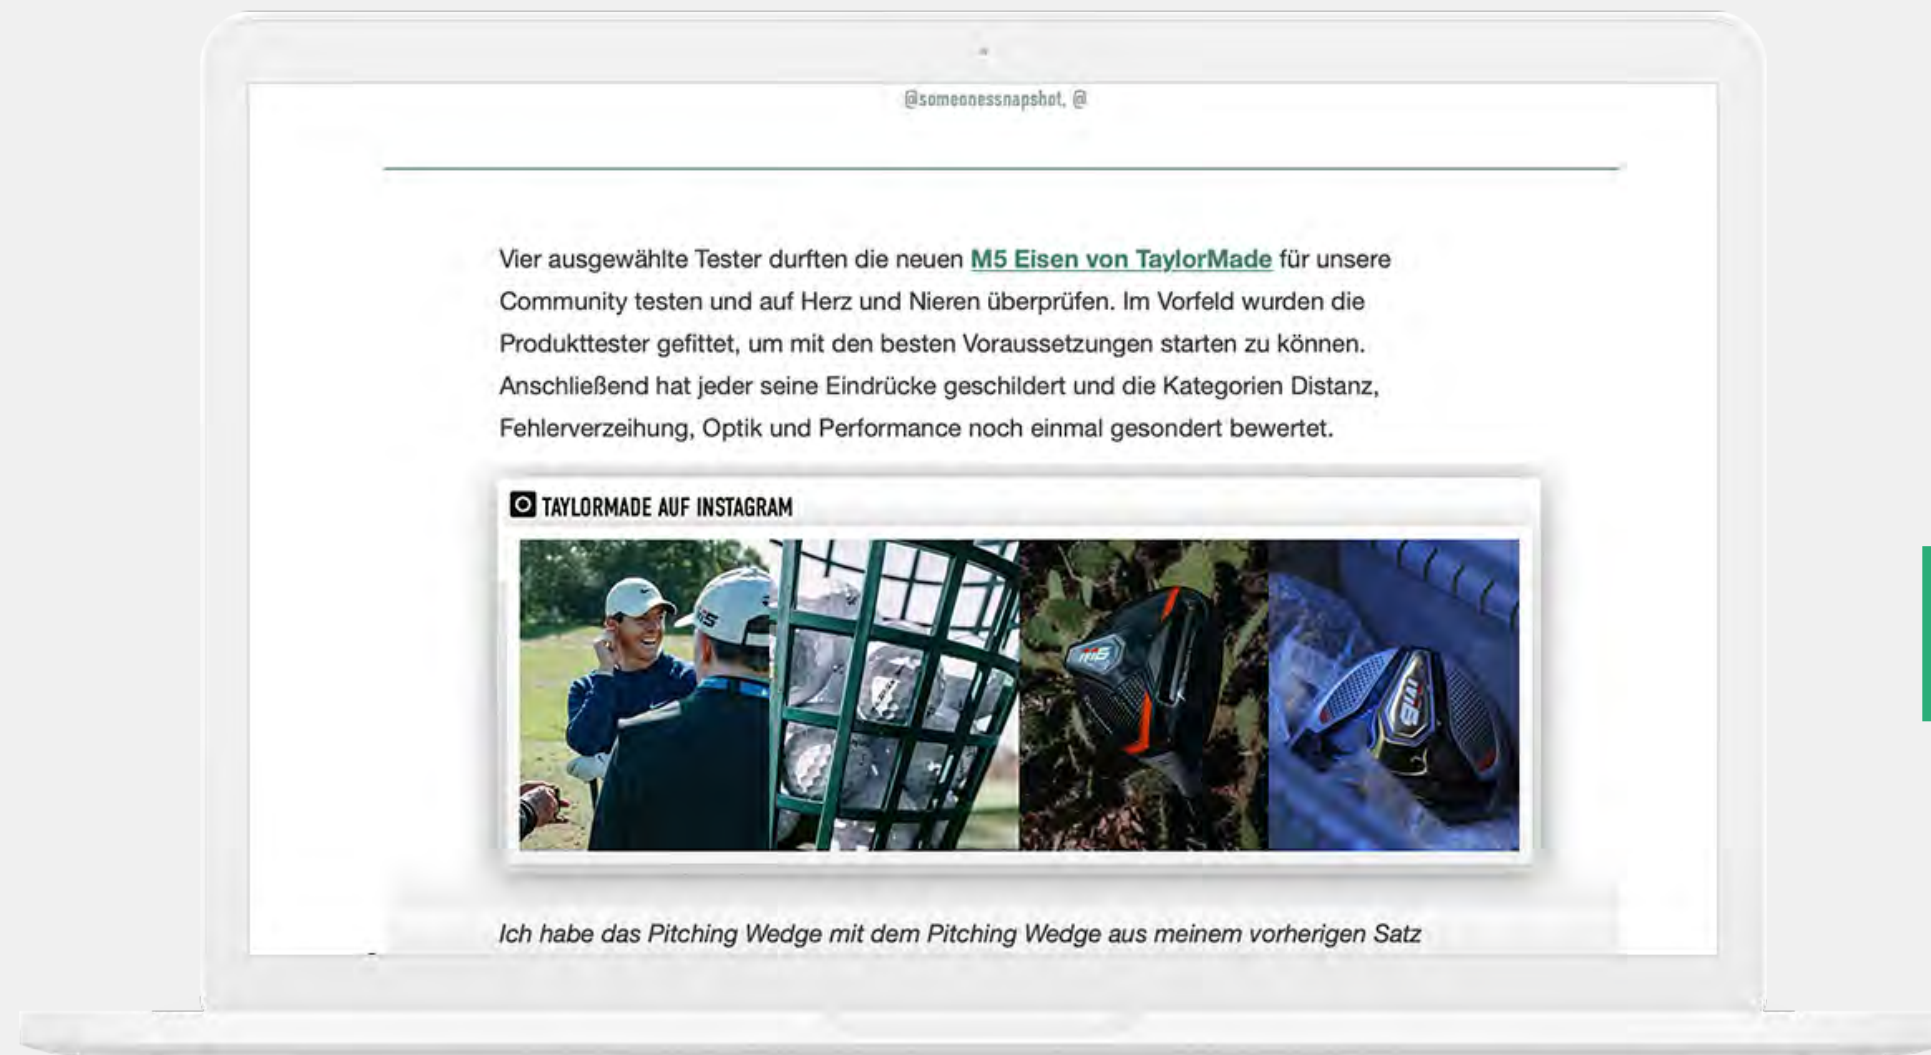 @someonessnapshot, @
Vier ausgewählte Tester durften die neuen M5 Eisen von TaylorMade für unsere
Community testen und auf Herz und Nieren überprüfen. Im Vorfeld wurden die
Produkttester gefittet, um mit den besten Voraussetzungen starten zu können.
Anschließend hat jeder seine Eindrücke geschildert und die Kategorien Distanz,
Fehlerverzeihung, Optik und Performance noch einmal gesondert bewertet.
TAYLORMADE AUF INSTAGRAM
M5
M5
Ich habe das Pitching Wedge mit dem Pitching Wedge aus meinem vorherigen Satz